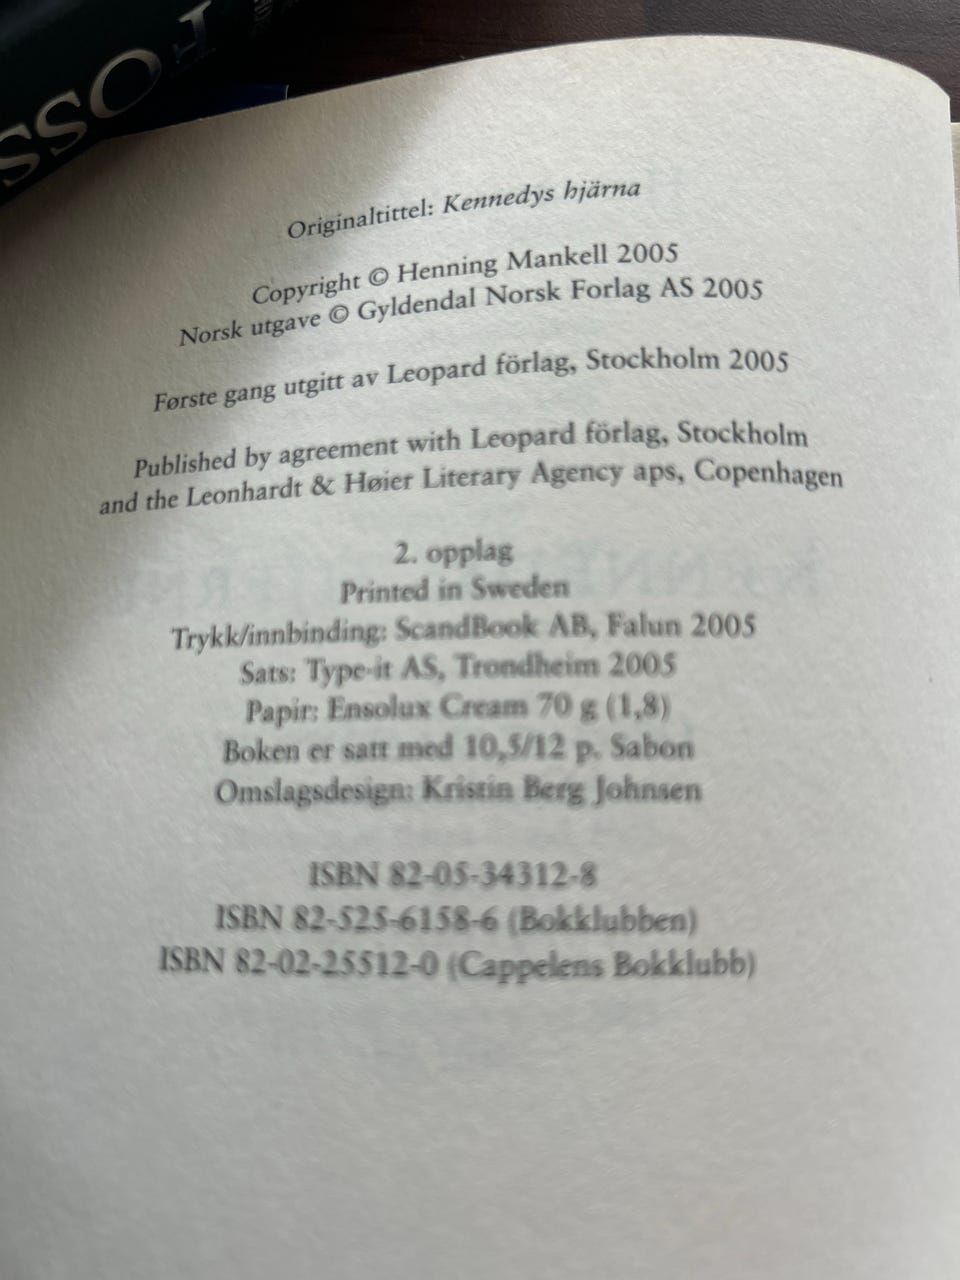 Originaltittel: Kennedys hjärna
Copyright © Henning Mankell 2005
Norsk utgave © Gyldendal Norsk Forlag AS 2005
Første gang utgitt av Leopard förlag, Stockholm 2005
Published by agreement with Leopard förlag, Stockholm
and the Leonhardt & Høier Literary Agency aps, Copenhagen
2. opplag
Printed in Sweden
Trykk/innbinding: ScandBook AB, Falun 2005
Sats: Type-it AS, Trondheim 2005
Papir: Ensolux Cream 70 g (1,8)
Boken er satt med 10,5/12 p. Sabon
Omslagsdesign: Kristin Berg Johnsen
ISBN 82-05-34312-8
ISBN 82-525-6158-6 (Bokklubben)
ISBN 82-02-25512-0 (Cappelens Bokklubb)